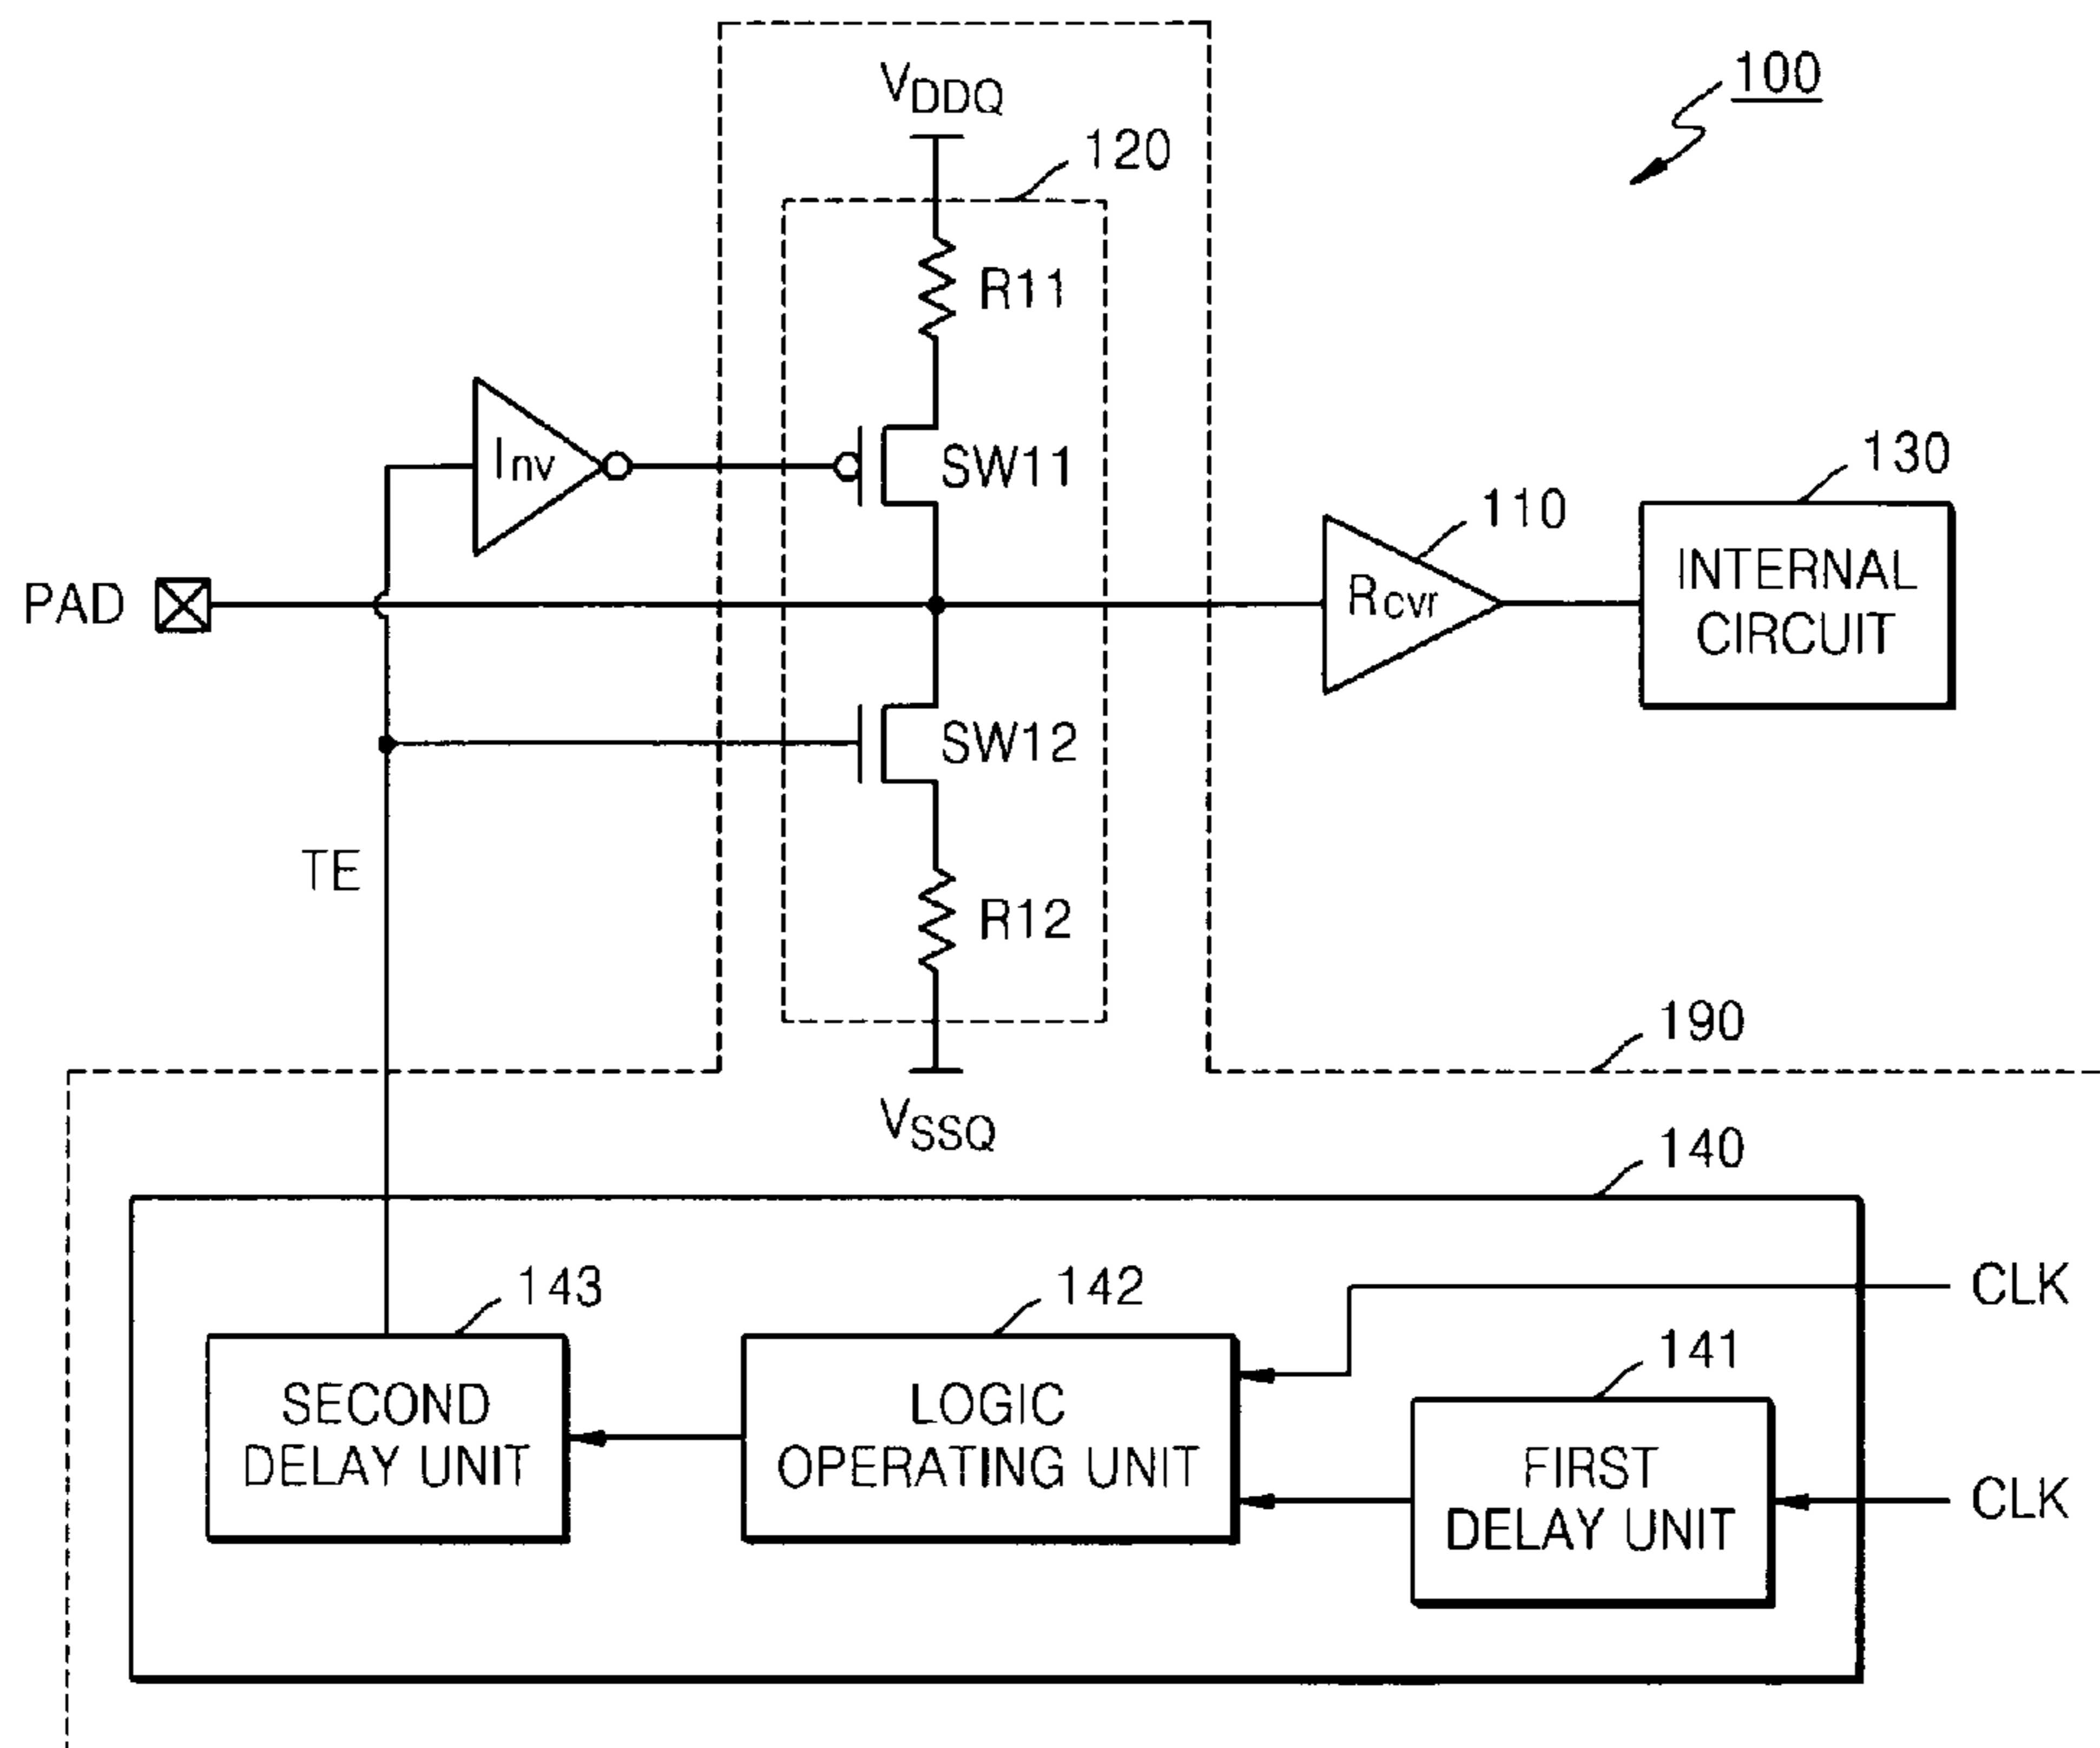 100
VDDQ
120
R11
Inv
SW11
130
110
INTERNAL
CIRCUIT
PAD
Rcvr
SW12
TE
R12
190
VSSQ
140
143
142
CLK
141
SECOND
DELAY UNIT
LOGIC
OPERATING UNIT
FIRST
DELAY UNIT
CLK